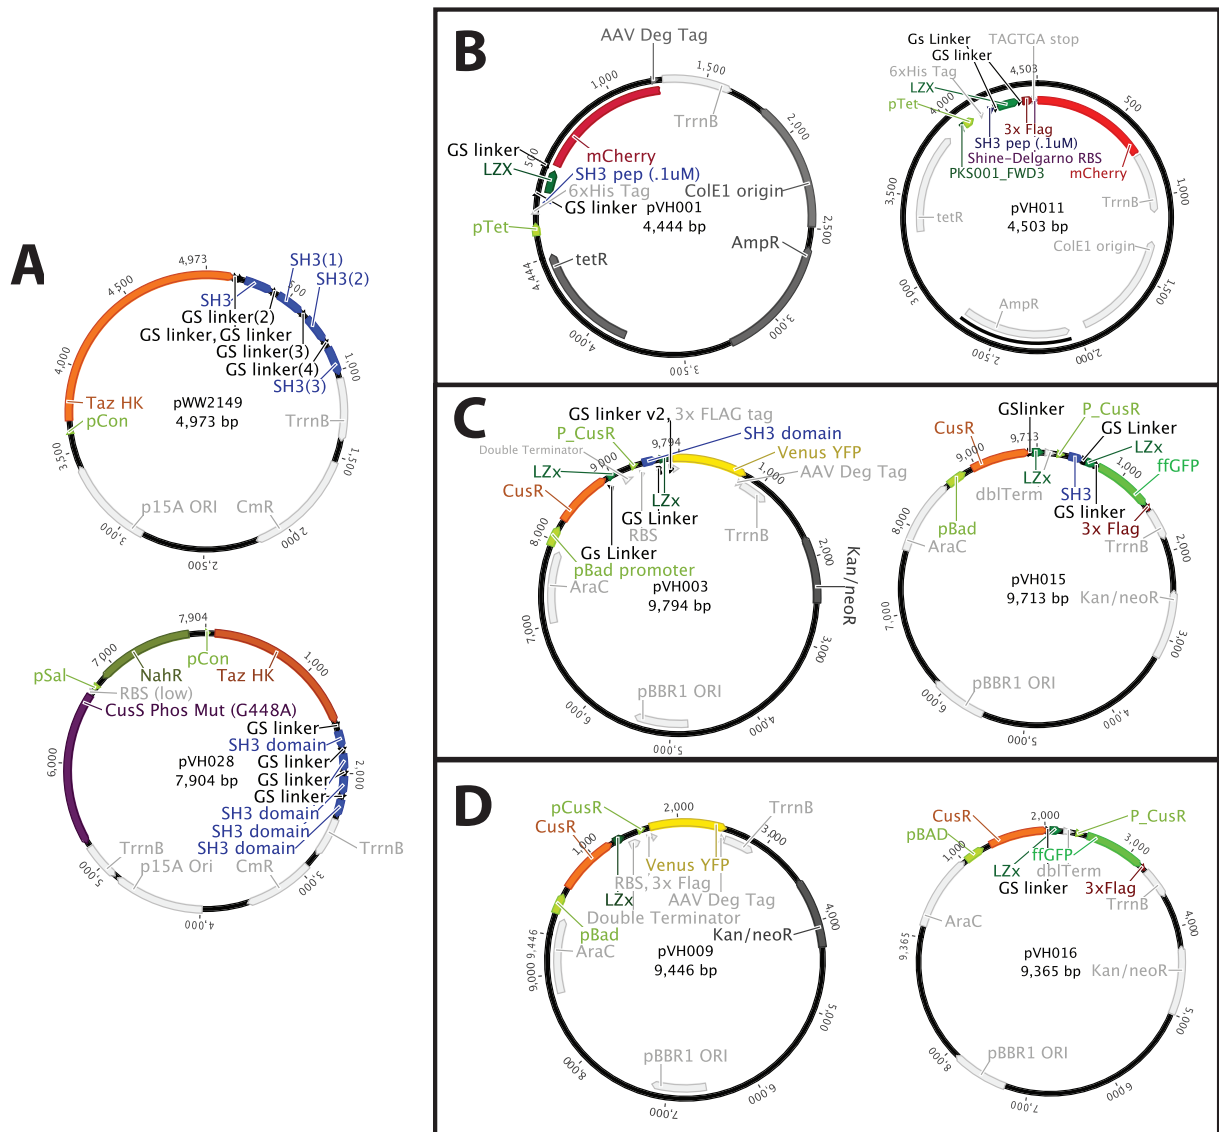 A
4,973
4,500
4,000
3,500
3,000
2,500
2,000
1,500
1,000
500
SH3(1)
SH3(2)
SH3
GS linker(2)
GS linker, GS linker
GS linker(3)
GS linker(4)
SH3(3)
Taz HK
pCon
pWW2149
4,973 bp
TrrnB
p15A ORI
CmR
7,904
7,000
1,000
pCon
pSal
NahR
Taz HK
RBS (low)
CusS Phos Mut (G448A)
GS linker
SH3 domain
pVH028
7,904 bp
GS linker
GS linker
GS linker
SH3 domain
SH3 domain
SH3 domain
6,000
2,000
5,000
3,000
4,000
TrrnB
p15A Ori
CmR
TrrnB
B
AAV Deg Tag
1,000
1,500
TrrnB
2,000
GS linker
500
LZX
mCherry
SH3 pep (.1uM)
6xHis Tag
ColE1 origin
GS linker
pVH001
4,444 bp
pTet
2,500
AmpR
tetR
4,444
4,000
3,500
3,000
Gs Linker
TAGTGA stop
GS linker
4,503
6xHis Tag
LZX
pTet
4,000
500
3x Flag
SH3 pep (.1uM)
Shine-Delgarno RBS
PKS001_FWD3
mCherry
3,500
1,000
tetR
pVH011
4,503 bp
TrrnB
ColE1 origin
AmpR
3,000
2,500
2,000
1,500
C
GS linker v2, 3x FLAG tag
P_CusR
9,794
SH3 domain
Double Terminator
9,000
Venus YFP
LZx
1,000
AAV Deg Tag
CusR
LZx
GS Linker
RBS
TrrnB
8,000
Gs Linker
pBad promoter
AraC
pVH003
9,794 bp
2,000
Kan/neoR
7,000
3,000
pBBR1 ORI
6,000
5,000
4,000
GSlinker
P_CusR
CusR
9,713
GS Linker
LZx
9,000
1,000
ffGFP
LZx
dblTerm
SH3
GS linker
3x Flag
pBad
TrrnB
8,000
AraC
2,000
pVH015
9,713 bp
Kan/neoR
7,000
3,000
pBBR1 ORI
6,000
5,000
4,000
D
pCusR
2,000
TrrnB
CusR
1,000
3,000
Venus YFP
RBS, 3x Flag
LZx
AAV Deg Tag
Double Terminator
pBad
Kan/neoR
4,000
AraC
9,446
9,000
pVH009
9,446 bp
5,000
pBBR1 ORI
8,000
7,000
6,000
CusR
2,000
P_CusR
pBAD
1,000
3,000
ffGFP
LZx
dblTerm
GS linker
3xFlag
TrrnB
AraC
4,000
9,365
pVH016
9,365 bp
Kan/neoR
5,000
pBBR1 ORI
8,000
7,000
6,000